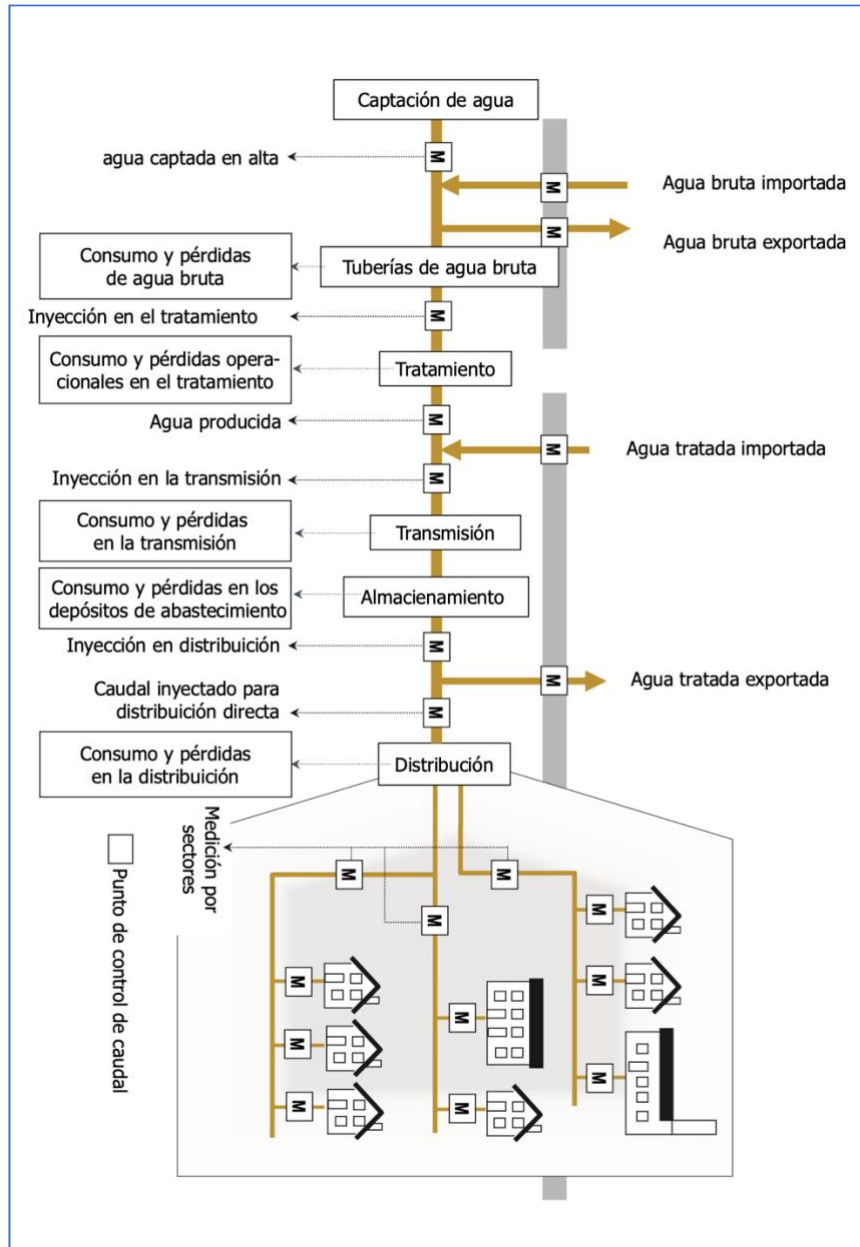 Captación de agua
agua captada en alta
M
M
Agua bruta importada
M
Agua bruta exportada
Consumo y pérdidas
de agua bruta
Tuberías de agua bruta
Inyección en el tratamiento
M
Consumo y pérdidas opera-
cionales en el tratamiento
Tratamiento
Agua producida
M
M
Agua tratada importada
Inyección en la transmisión
M
Consumo y pérdidas
en la transmisión
Transmisión
Consumo y pérdidas en los
depósitos de abastecimiento
Almacienamiento
Inyección en distribuición
M
M
Agua tratada exportada
Caudal inyectado para
distribuición directa
M
Consumo y pérdidas
en la distribuición
Distribución
Medición por
sectores
Punto de control de caudal
M
M
M
M
M
M
M
M
M
M
M
M